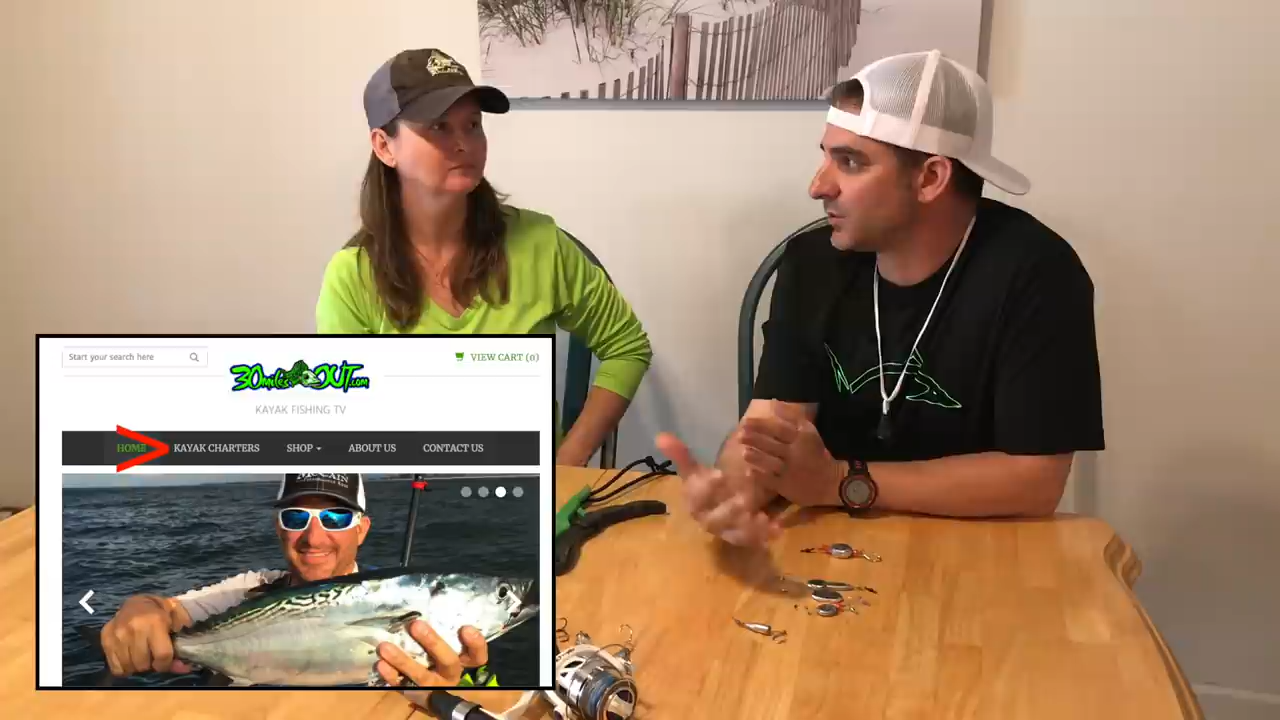 Start your search here
VIEW CART (0)
30milesOUT.com
KAYAK FISHING TV
HOME KAYAK CHARTERS SHOP ABOUT US CONTACT US
McCAIN